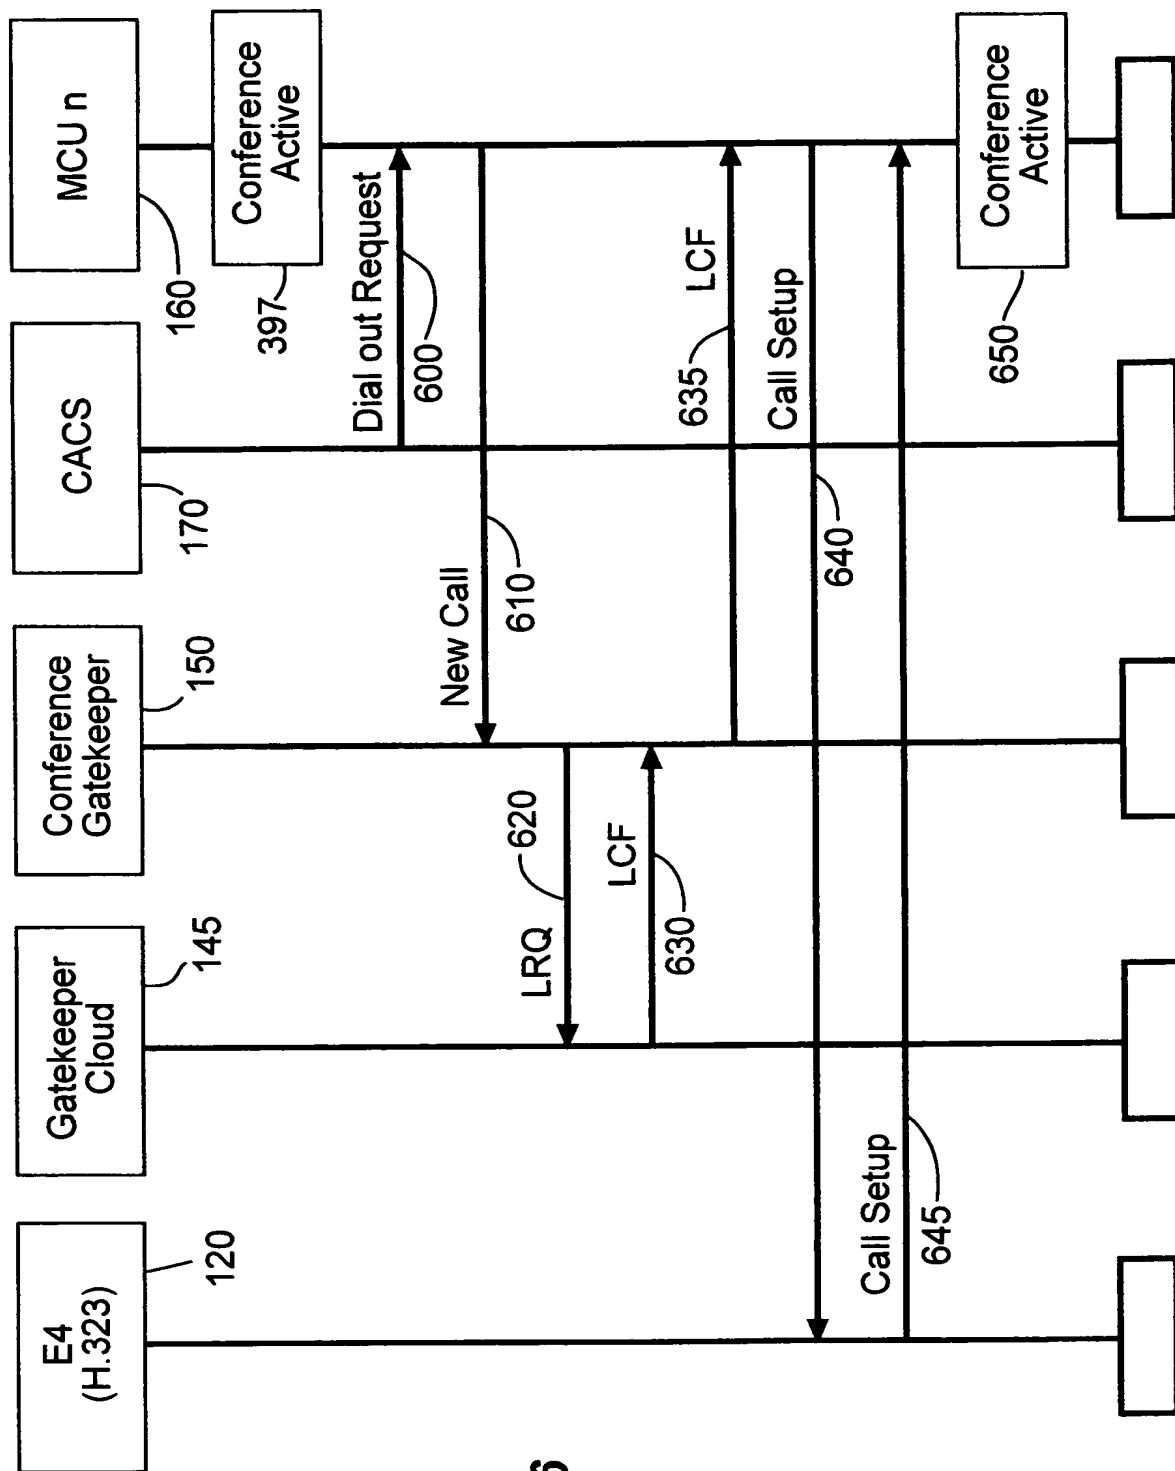 E4
(H.323)
Gatekeeper
Cloud
Conference
Gatekeeper
CACS
MCU n
120
145
150
170
160
Conference
Active
397
Dial out Request
600
New Call
610
LRQ
620
6
LCF
630
LCF
635
Call Setup
640
Call Setup
645
Conference
Active
650